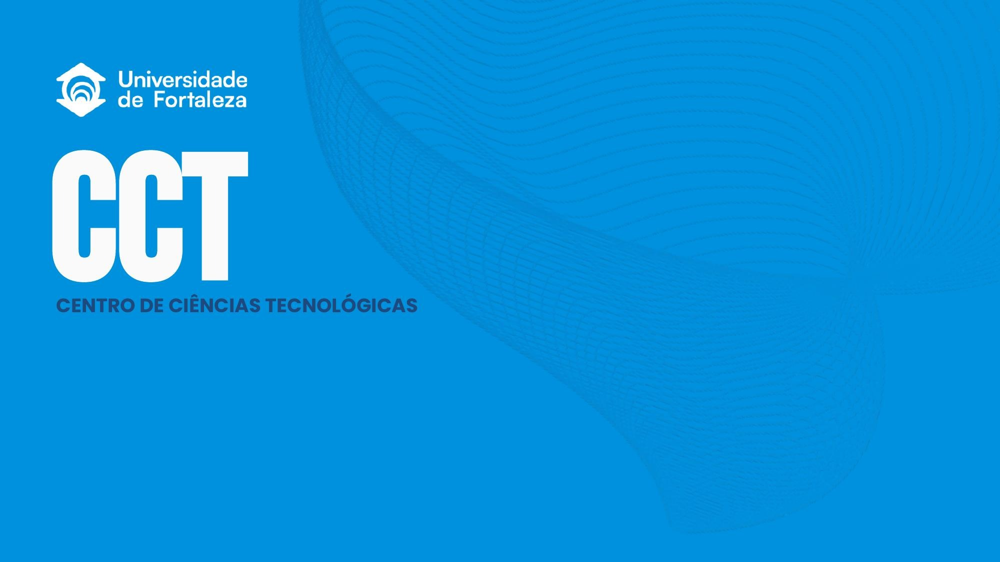 Universidade
de Fortaleza
CCT
CENTRO DE CIÊNCIAS TECNOLÓGICAS